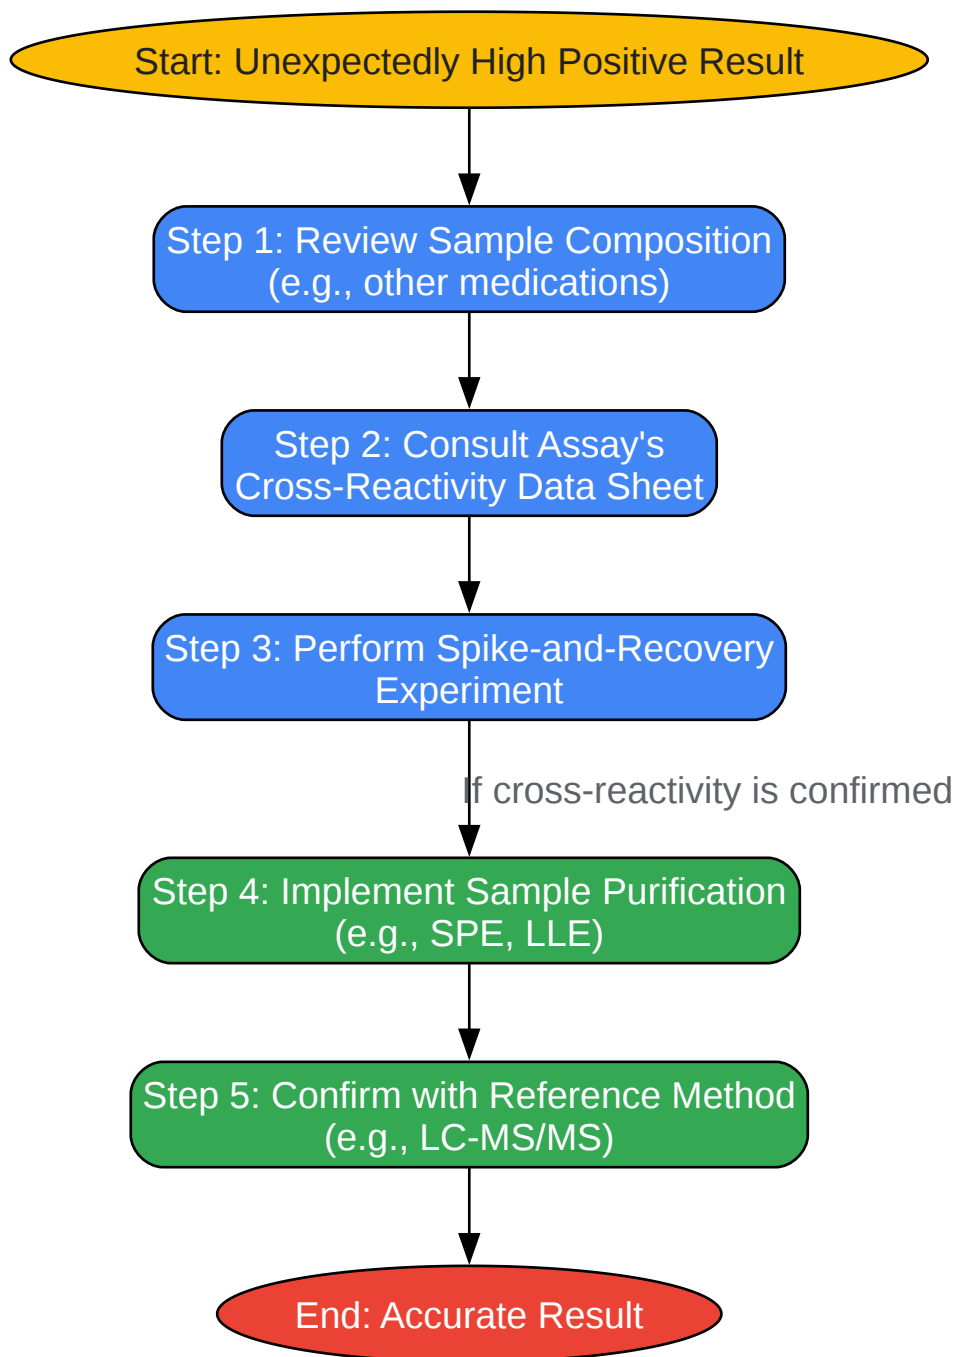 Start: Unexpectedly High Positive Result
Step 1: Review Sample Composition
(e.g., other medications)
Step 2: Consult Assay's
Cross-Reactivity Data Sheet
Step 3: Perform Spike-and-Recovery
Experiment
If cross-reactivity is confirmed
Step 4: Implement Sample Purification
(e.g., SPE, LLE)
Step 5: Confirm with Reference Method
(e.g., LC-MS/MS)
End: Accurate Result